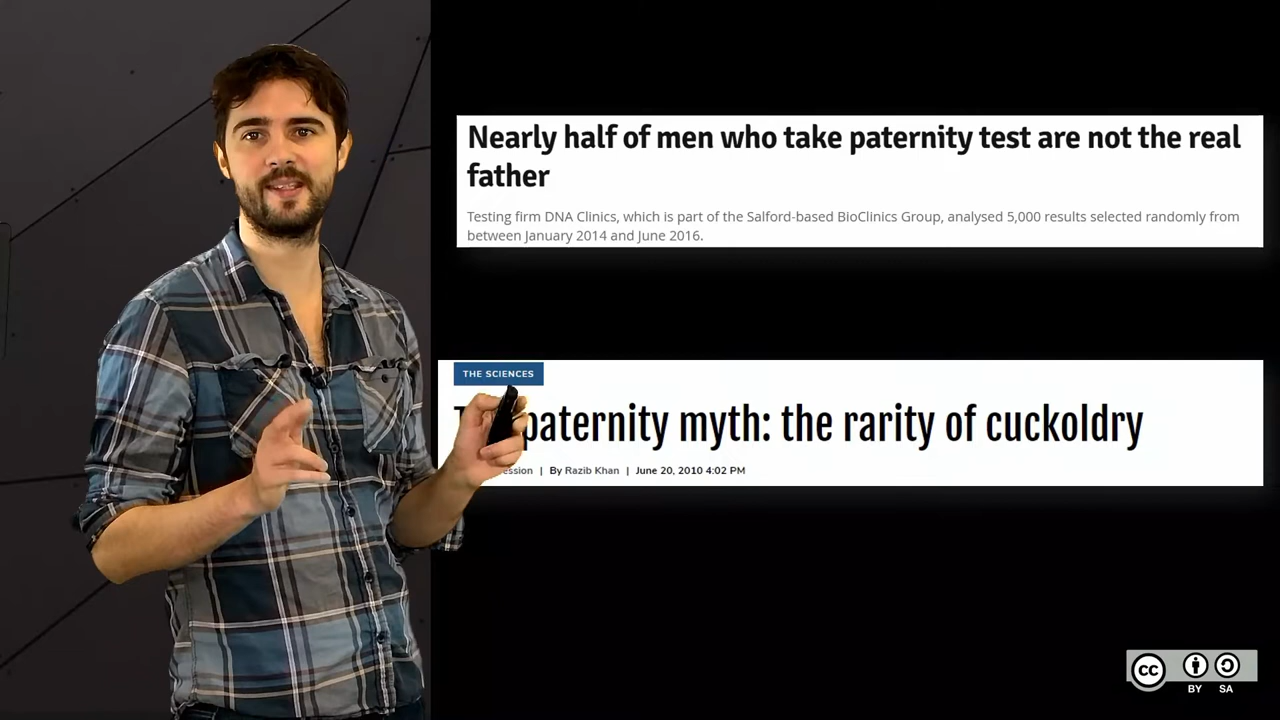 Nearly half of men who take paternity test are not the real
father
Testing firm DNA Clinics, which is part of the Salford-based BioClinics Group, analysed 5,000 results selected randomly from
between January 2014 and June 2016.
THE SCIENCES
paternity myth: the rarity of cuckoldry
By Razib Khan | June 20, 2010 4:02 PM
cc
BY SA